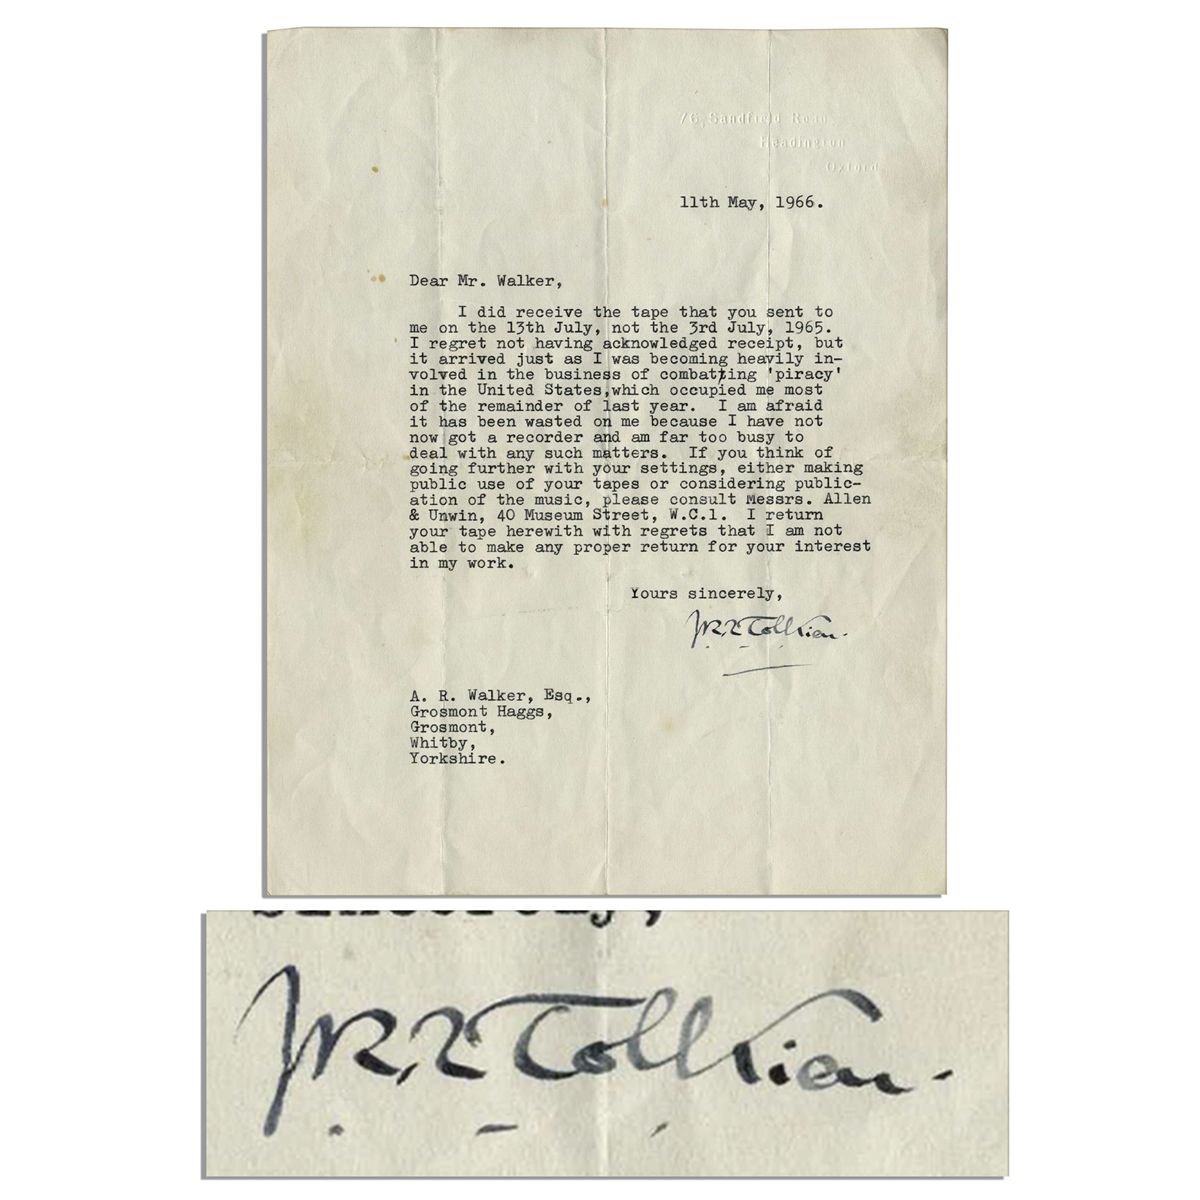 76, Sandfield Road,
Headington
Oxford
11th May, 1966.
Dear Mr. Walker,
I did receive the tape that you sent to
me on the 13th July, not the 3rd July, 1965.
I regret not having acknowledged receipt, but
it arrived just as I was becoming heavily in-
volved in the business of combatting 'piracy'
in the United States,which occupied me most
of the remainder of last year. I am afraid
it has been wasted on me because I have not
now got a recorder and am far too busy to
deal with any such matters. If you think of
going further with your settings, either making
public use of your tapes or considering public-
ation of the music, please consult Messrs. Allen
& Unwin, 40 Museum Street, W.C.1. I return
your tape herewith with regrets that I am not
able to make any proper return for your interest
in my work.
Yours sincerely,
JRR Tolkien.
A. R. Walker, Esq.,
Grosmont Haggs,
Grosmont,
Whitby,
Yorkshire.
sincerely,
JRR Tolkien.